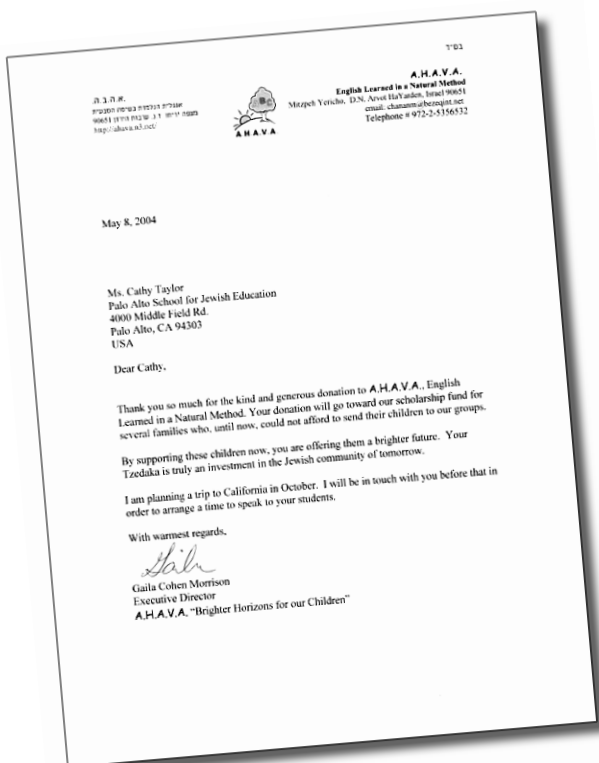 בס"ד
א.ה.ב.ה.
אנגלית הנלמדת בשיטה הטבעית
90651
http://ahava.n3.net/
AHAVA
A.H.A.V.A.
English Learned in a Natural Method
Mitzpeh Yericho, D.N. Arvot HaYarden, Israel 90651
email: chananm@bezeqint.net
Telephone # 972-2-5356532
May 8, 2004
Ms. Cathy Taylor
Palo Alto School for Jewish Education
4000 Middle Field Rd.
Palo Alto, CA 94303
USA
Dear Cathy,
Thank you so much for the kind and generous donation to A.H.A.V.A., English
Learned in a Natural Method. Your donation will go toward our scholarship fund for
several families who, until now, could not afford to send their children to our groups.
By supporting these children now, you are offering them a brighter future. Your
Tzedaka is truly an investment in the Jewish community of tomorrow.
I am planning a trip to California in October. I will be in touch with you before that in
order to arrange a time to speak to your students.
With warmest regards,
Gaila
Gaila Cohen Morrison
Executive Director
A.H.A.V.A. “Brighter Horizons for our Children”